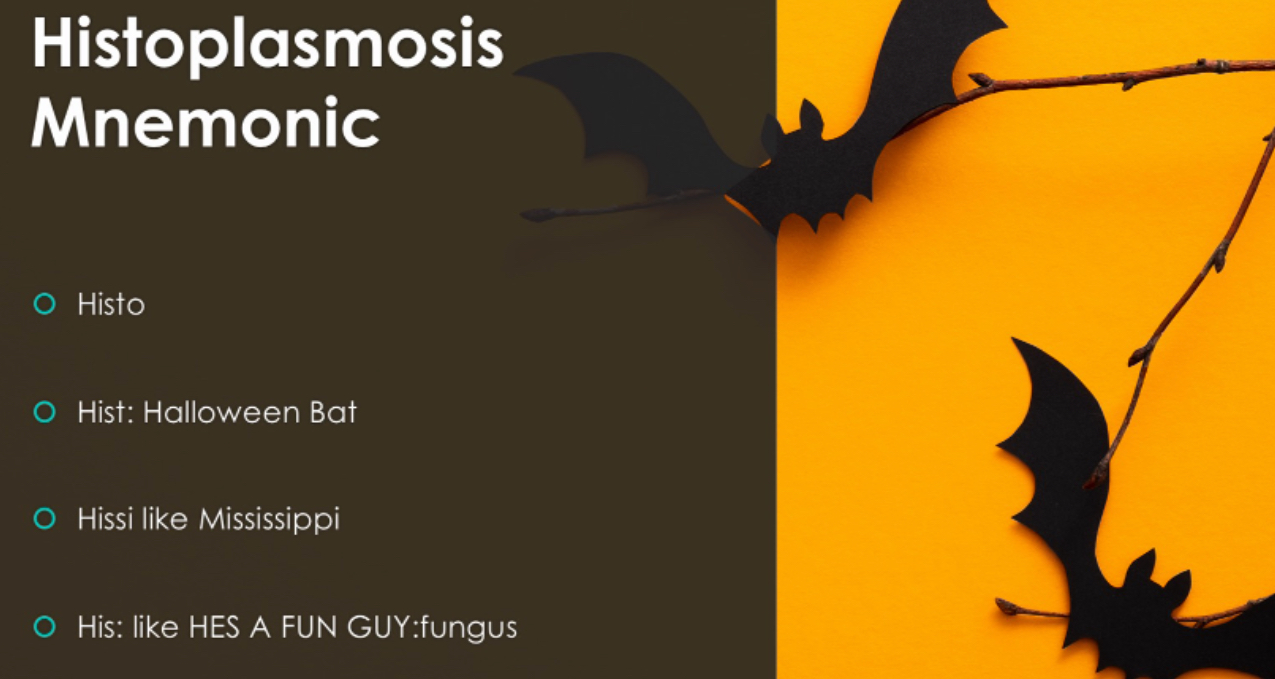 Histoplasmosis
Mnemonic
Histo
Hist: Halloween Bat
Hissi like Mississippi
His: like HES A FUN GUY:fungus